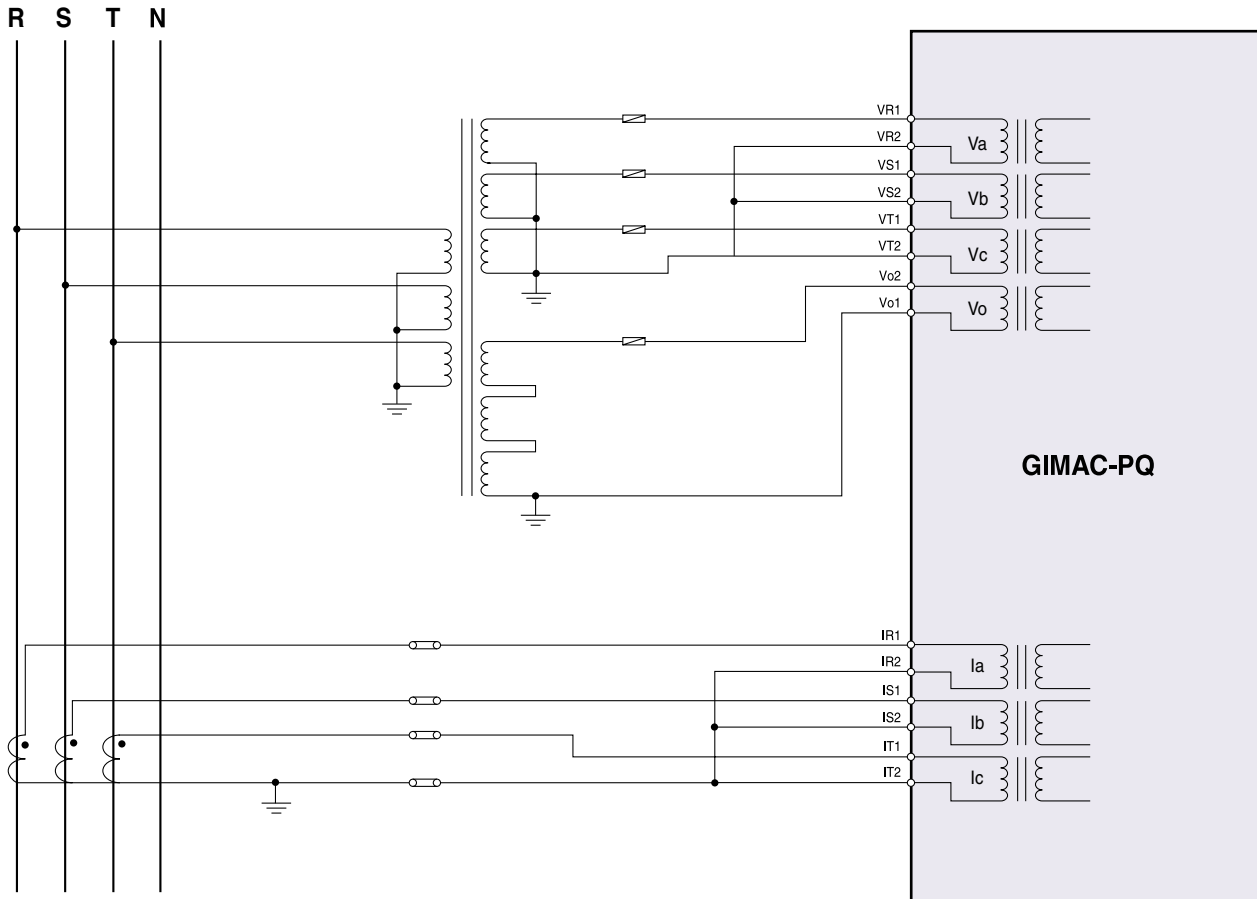 R S T N
VR1
VR2
Va
VS1
VS2
Vb
VT1
VT2
Vc
Vo2
Vo1
Vo
GIMAC-PQ
IR1
IR2
Ia
IS1
IS2
Ib
IT1
IT2
Ic